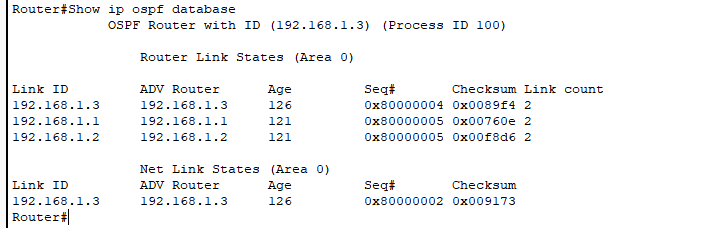 Router#Show ip ospf database
OSPF Router with ID (192.168.1.3) (Process ID 100)
Router Link States (Area 0)
Link ID ADV Router Age Seq# Checksum Link count
192.168.1.3 192.168.1.3 126 0x80000004 0x0089f4 2
192.168.1.1 192.168.1.1 121 0x80000005 0x00760e 2
192.168.1.2 192.168.1.2 121 0x80000005 0x00f8d6 2
Net Link States (Area 0)
Link ID ADV Router Age Seq# Checksum
192.168.1.3 192.168.1.3 126 0x80000002 0x009173
Router#